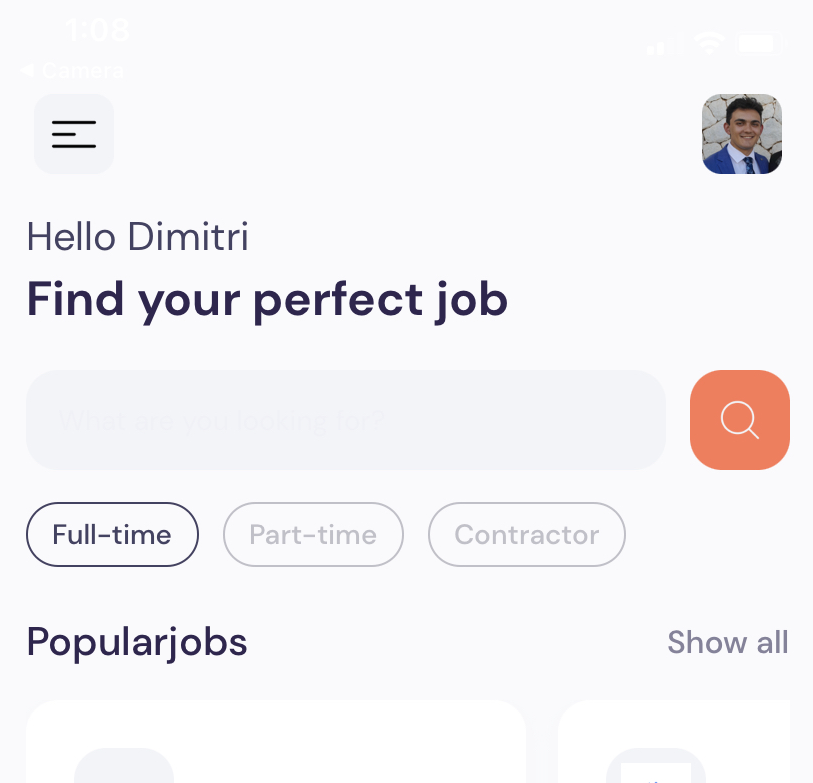 1:08
◀ Camera
Hello Dimitri
Find your perfect job
What are you looking for?
Full-time
Part-time
Contractor
Popularjobs
Show all